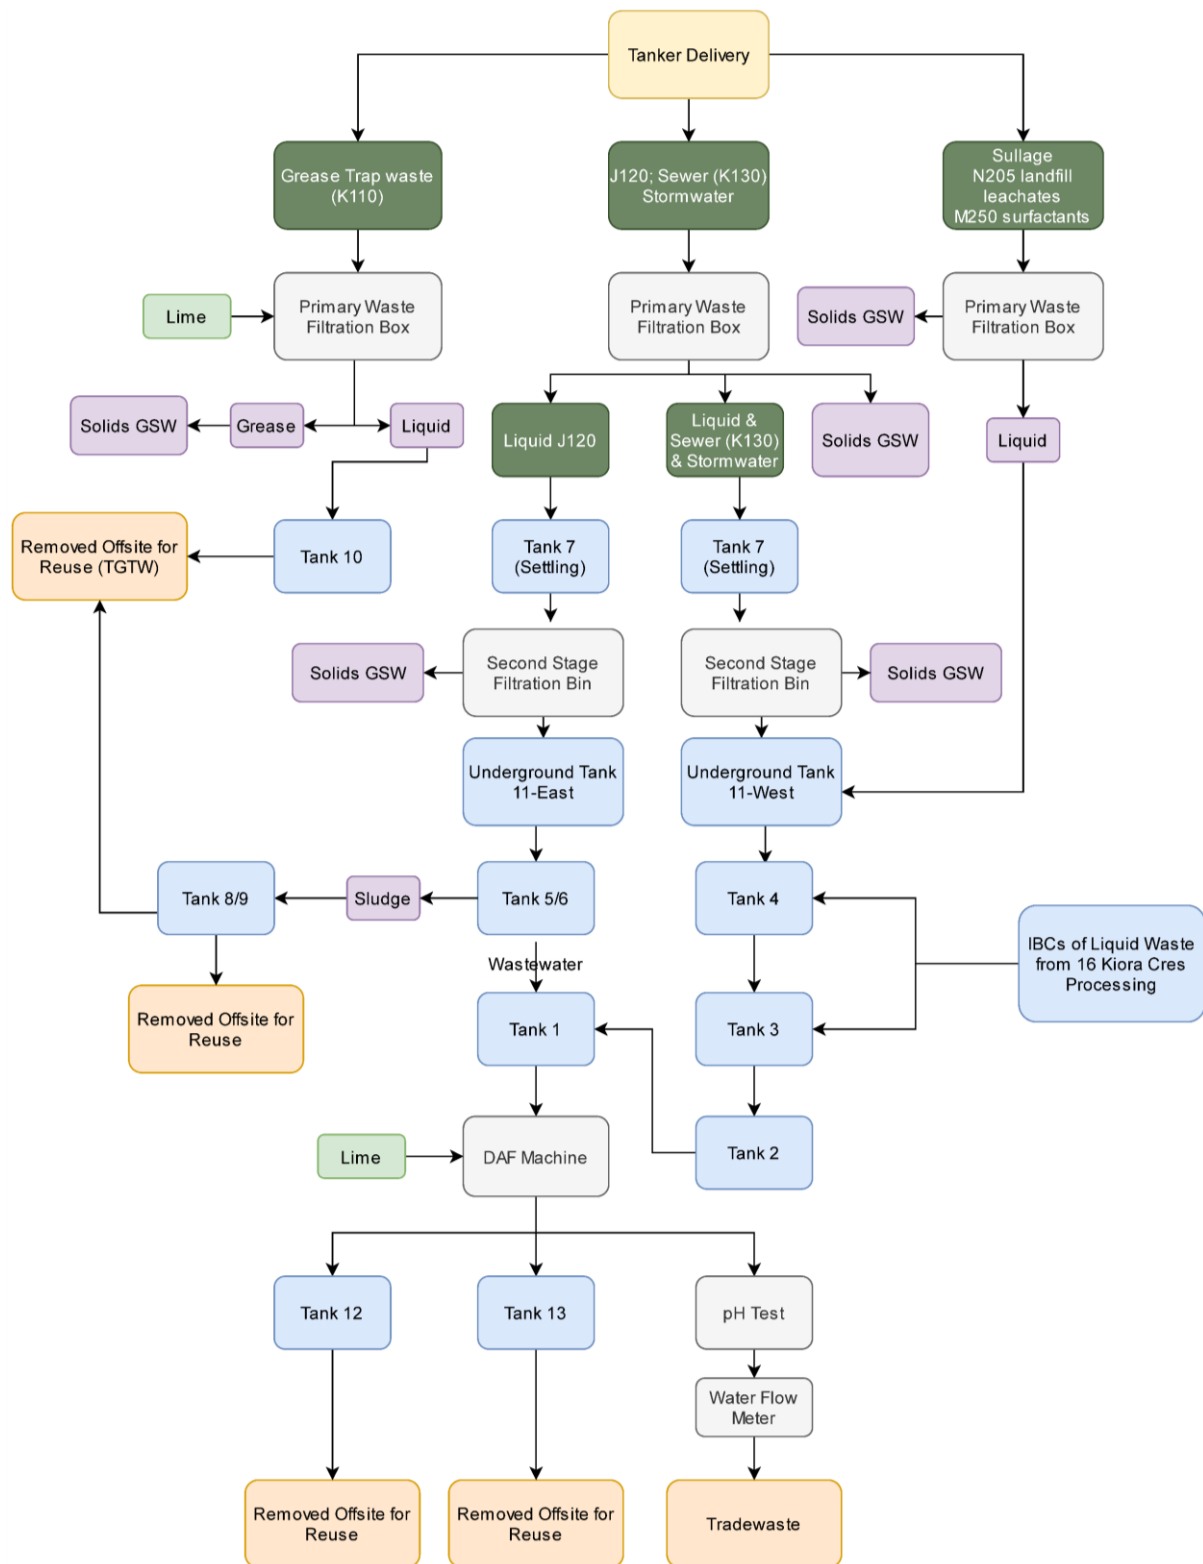 Tanker Delivery
Grease Trap waste
(K110)
J120; Sewer (K130)
Stormwater
Sullage
N205 landfill
leachates
M250 surfactants
Lime
Primary Waste
Filtration Box
Primary Waste
Filtration Box
Solids GSW
Primary Waste
Filtration Box
Solids GSW
Grease
Liquid
Liquid J120
Liquid &
Sewer (K130)
& Stormwater
Solids GSW
Liquid
Removed Offsite for
Reuse (TGTW)
Tank 10
Tank 7
(Settling)
Tank 7
(Settling)
Solids GSW
Second Stage
Filtration Bin
Second Stage
Filtration Bin
Solids GSW
Underground Tank
11-East
Underground Tank
11-West
Tank 8/9
Sludge
Tank 5/6
Tank 4
IBCs of Liquid Waste
from 16 Kiora Cres
Processing
Wastewater
Removed Offsite for
Reuse
Tank 1
Tank 3
Lime
DAF Machine
Tank 2
Tank 12
Tank 13
pH Test
Water Flow
Meter
Removed Offsite for
Reuse
Removed Offsite for
Reuse
Tradewaste